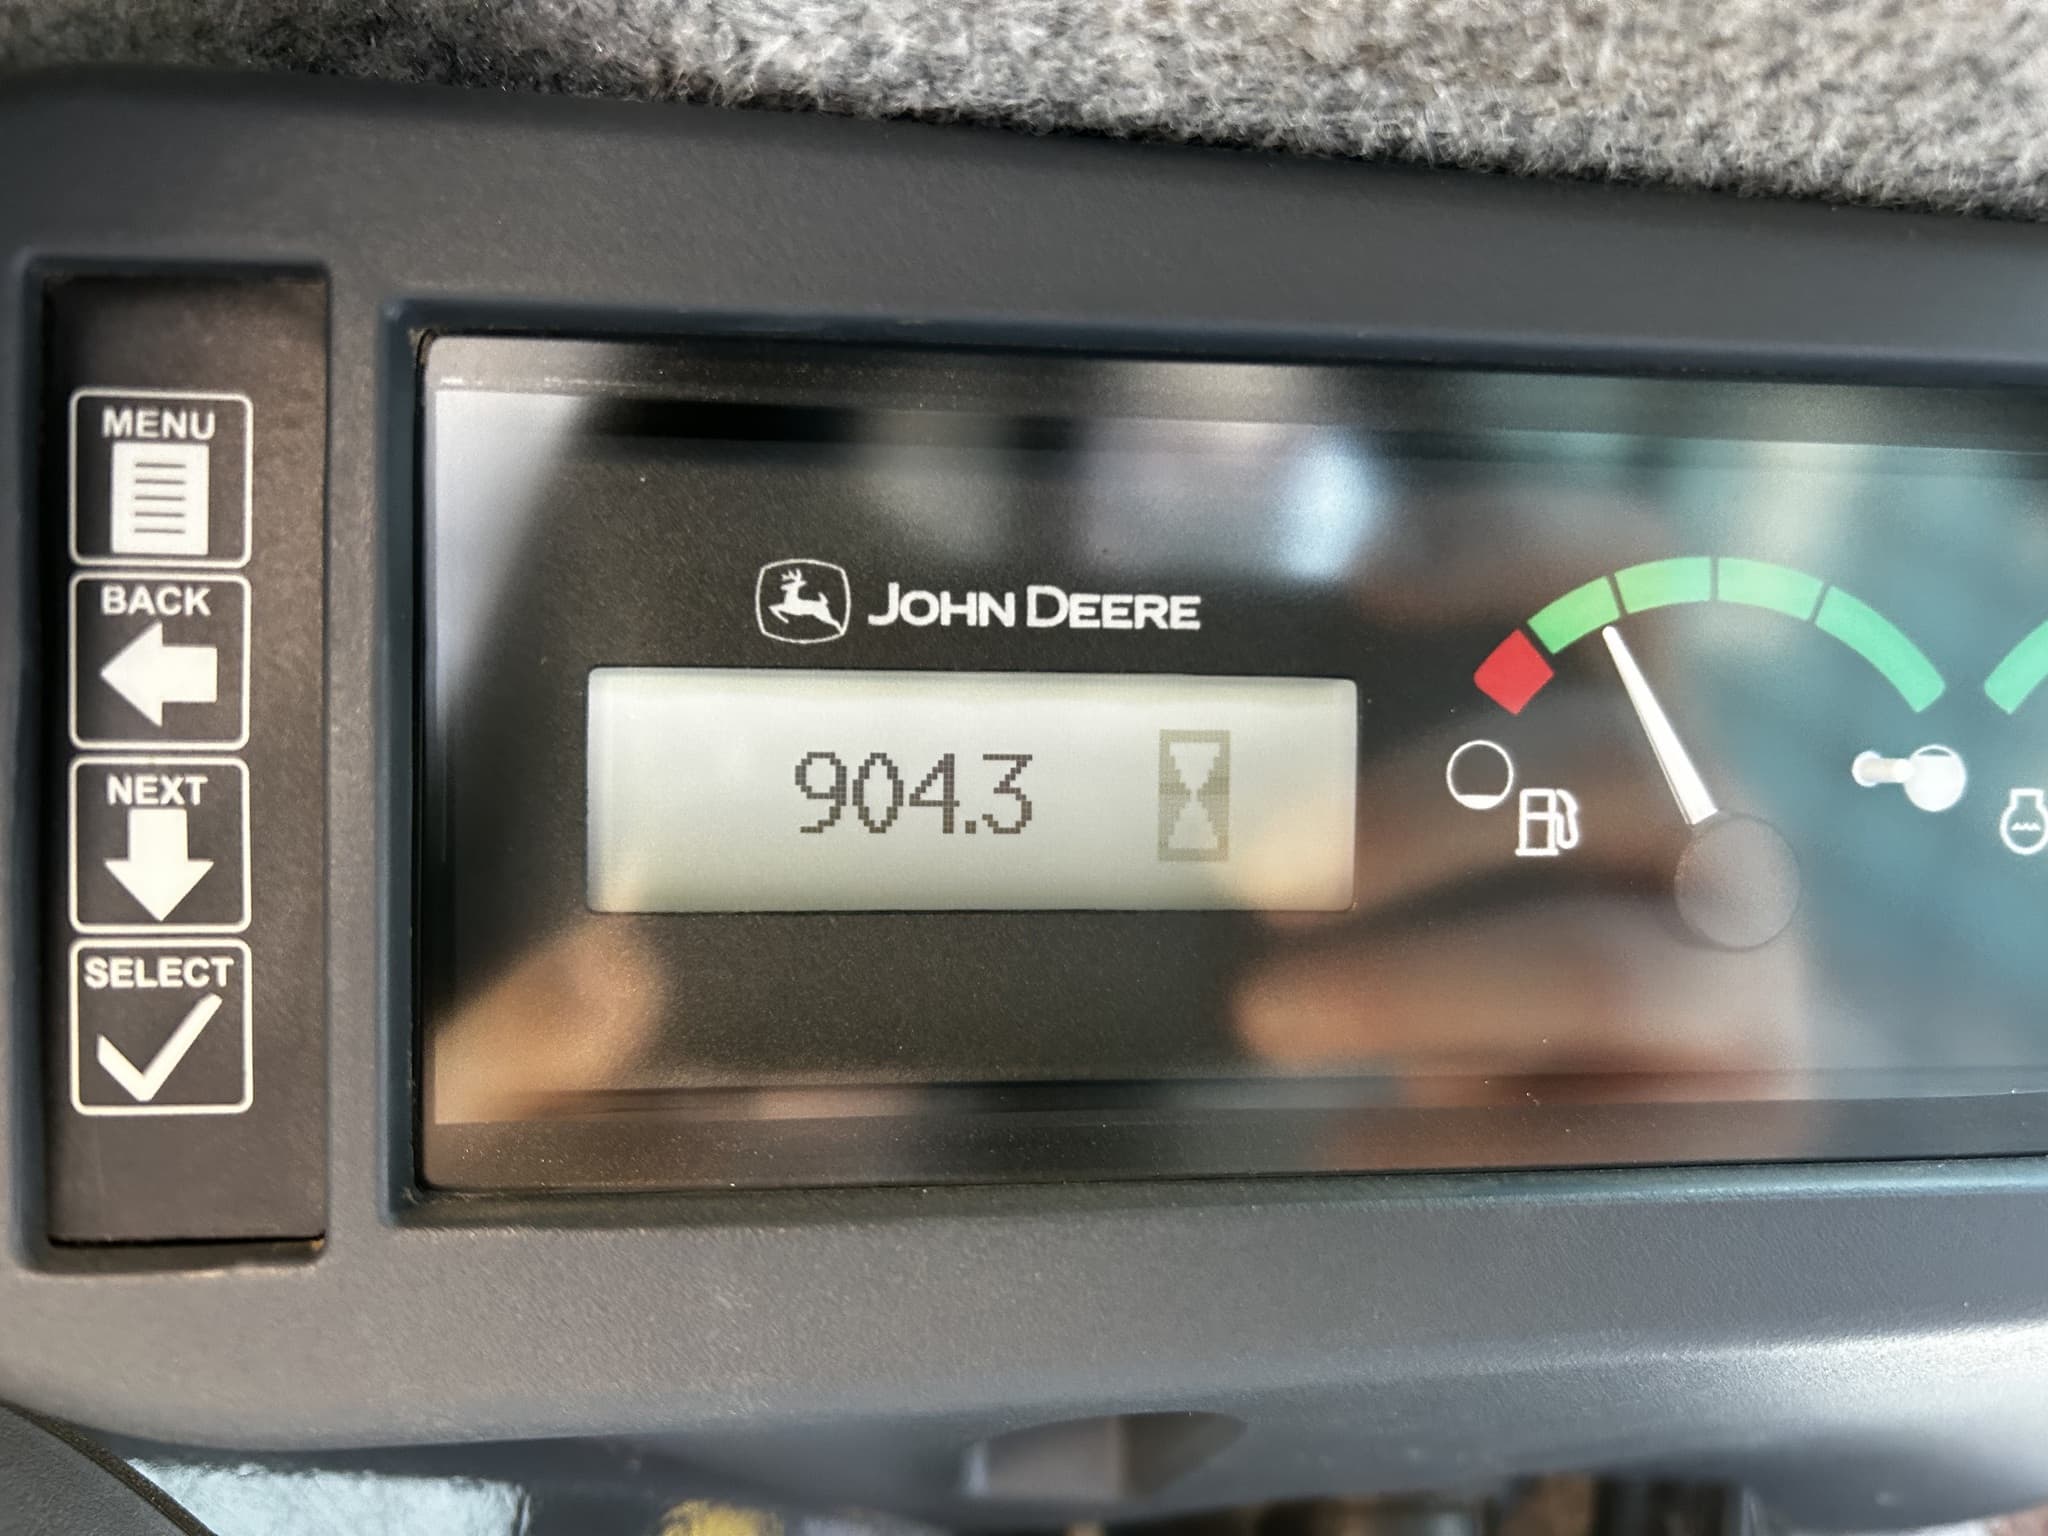 MENU
BACK
NEXT
SELECT
JOHN DEERE
904.3